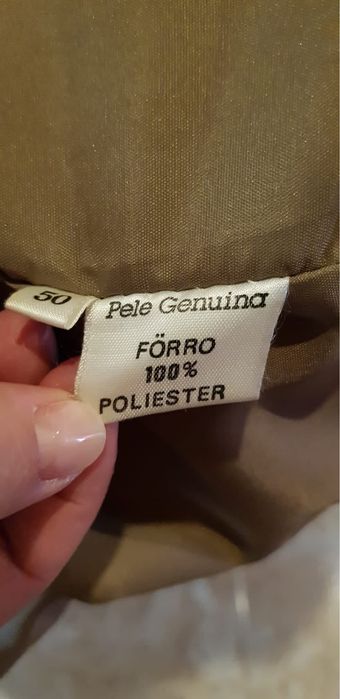 50
Pele Genuina
FÖRRO
100%
POLIESTER